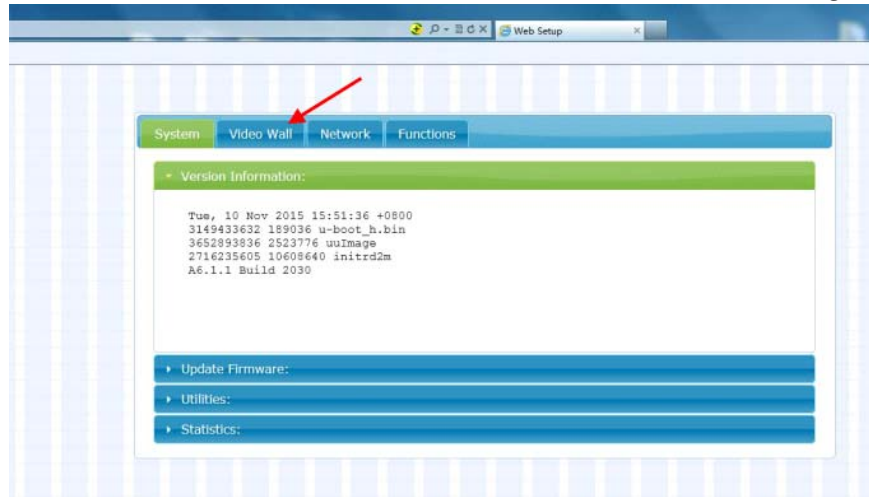 Web Setup
System Video Wall Network Functions
Version Information:
Tue, 10 Nov 2015 15:51:36 +0800
3149433632 189036 u-boot_h.bin
3652893836 2523776 uuImage
2716235605 10608640 initrd2m
A6.1.1 Build 2030
Update Firmware:
Utilities:
Statistics: